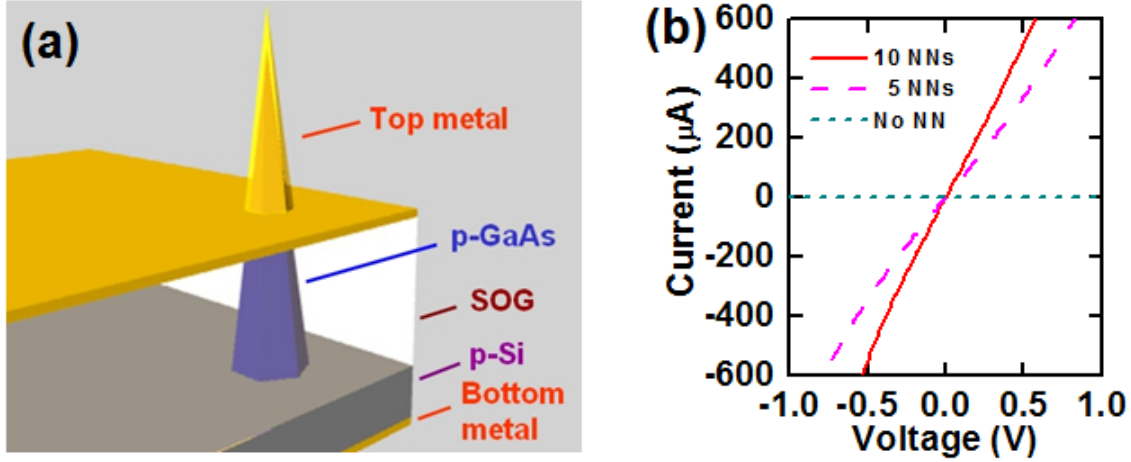 (a)
Top metal
p-GaAs
SOG
p-Si
Bottom
metal
(b)
10 NNs
5 NNs
No NN
600
400
200
0
-200
-400
-600
-1.0 -0.5 0.0 0.5 1.0
Current (μA)
Voltage (V)